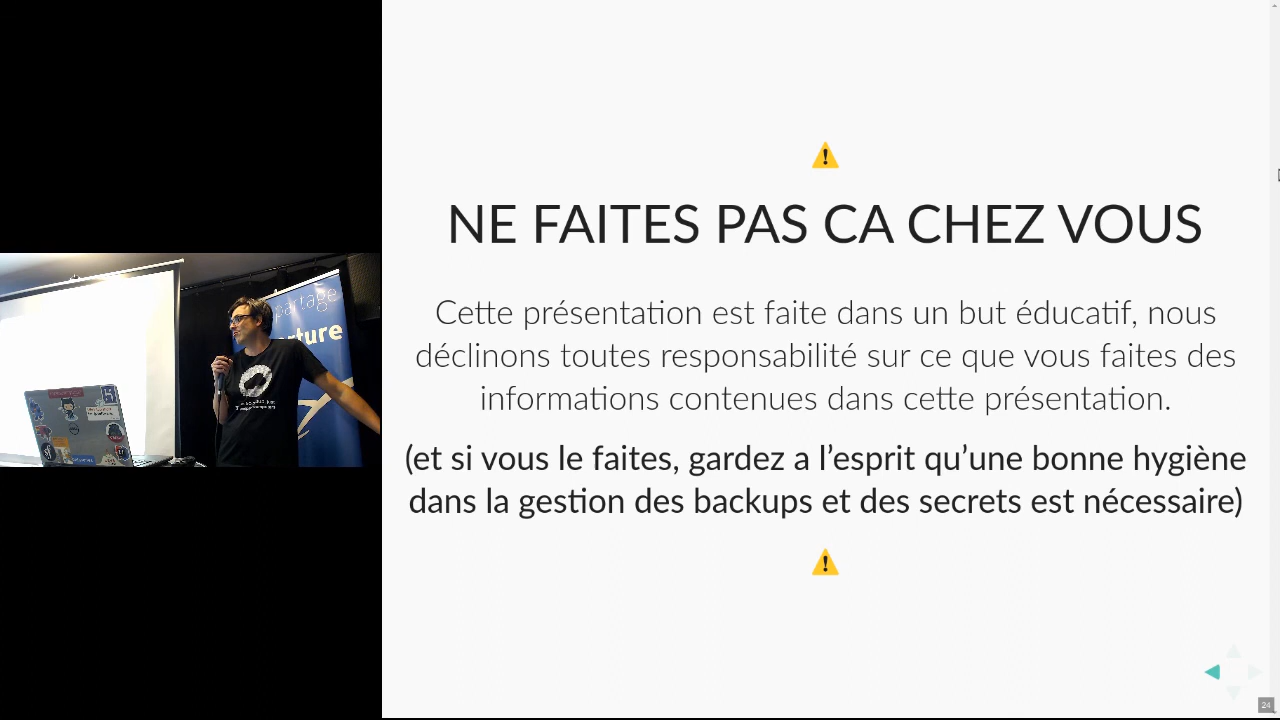 ⚠
NE FAITES PAS CA CHEZ VOUS
Cette présentation est faite dans un but éducatif, nous
déclinons toutes responsabilité sur ce que vous faites des
informations contenues dans cette présentation.
(et si vous le faites, gardez a l’esprit qu’une bonne hygiène
dans la gestion des backups et des secrets est nécessaire)
⚠
partage
24